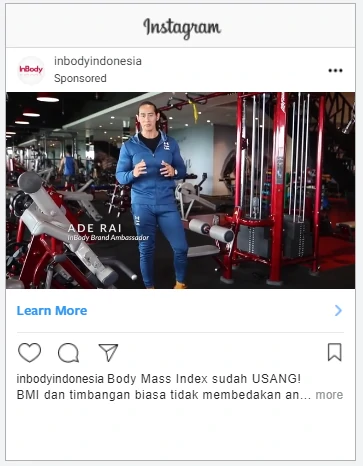 Instagram
InBody
inbodyindonesia
Sponsored
ADE RAI
InBody Brand Ambassador
Learn More
inbodyindonesia Body Mass Index sudah USANG!
BMI dan timbangan biasa tidak membedakan an... more